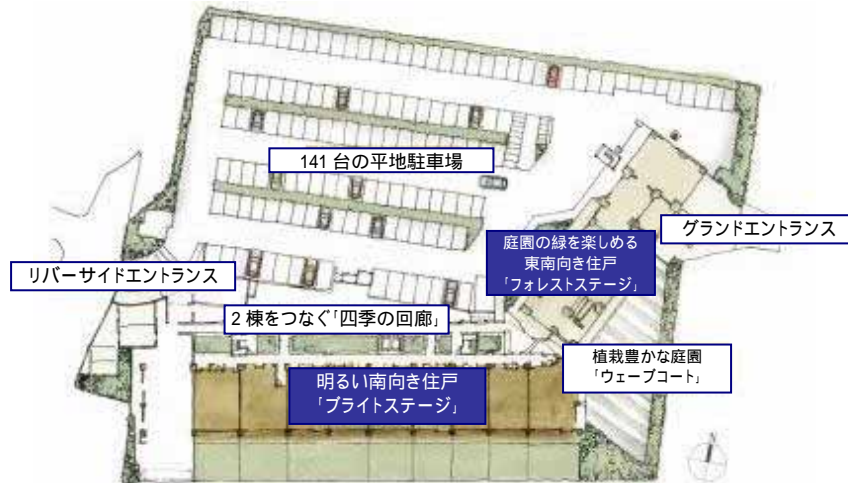 141 台の平地駐車場
グランドエントランス
庭園の緑を楽しめる
東南向き住戸
「フォレストステージ」
リバーサイドエントランス
2 棟をつなぐ「四季の回廊」
植栽豊かな庭園
「ウェーブコート」
明るい南向き住戸
「ブライトステージ」